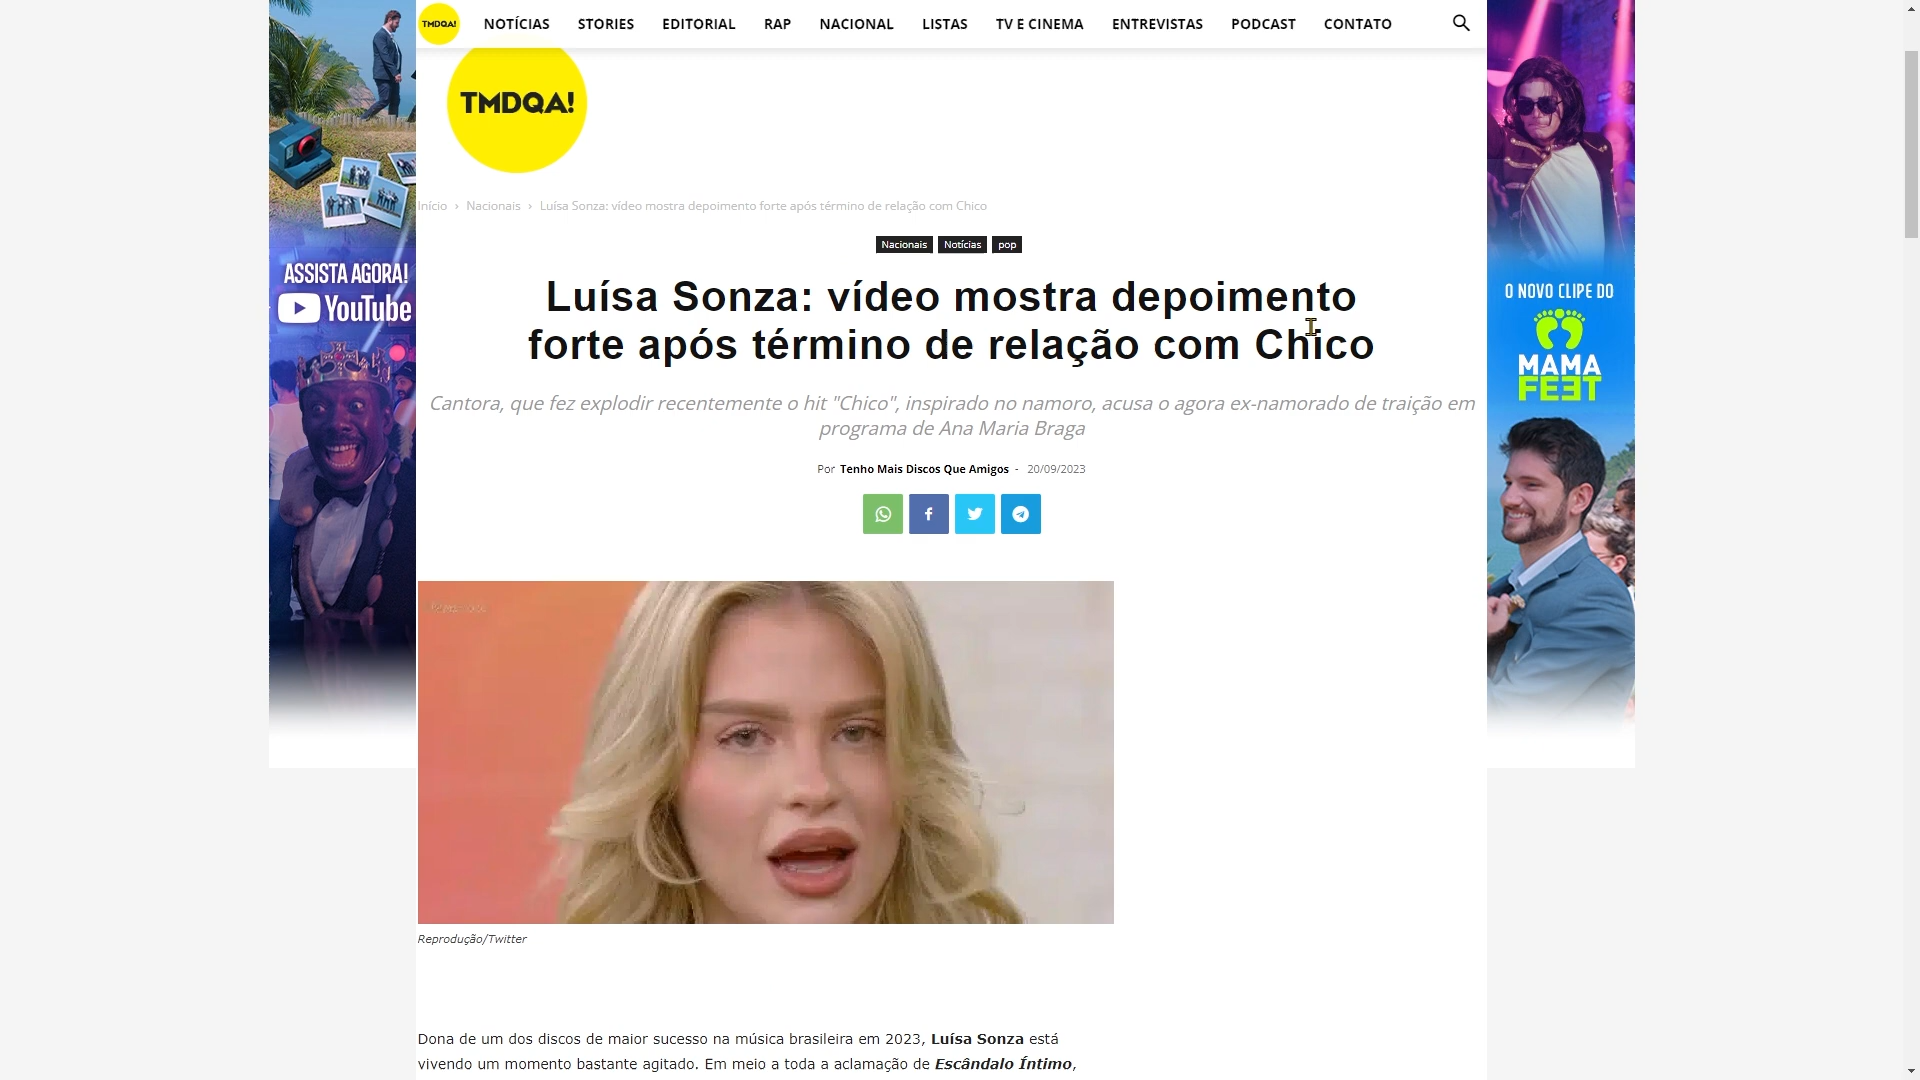 TMDQA!
NOTÍCIAS STORIES EDITORIAL RAP NACIONAL LISTAS TV E CINEMA ENTREVISTAS PODCAST CONTATO
TMDQA!
Início › Nacionais › Luísa Sonza: vídeo mostra depoimento forte após término de relação com Chico
Nacionais Notícias pop
Luísa Sonza: vídeo mostra depoimento
forte após término de relação com Chico
Cantora, que fez explodir recentemente o hit "Chico", inspirado no namoro, acusa o agora ex-namorado de traição em
programa de Ana Maria Braga
Por Tenho Mais Discos Que Amigos - 20/09/2023
ASSISTA AGORA!
YouTube
O NOVO CLIPE DO
MAMA
FEET
Reprodução/Twitter
Dona de um dos discos de maior sucesso na música brasileira em 2023, Luísa Sonza está
vivendo um momento bastante agitado. Em meio a toda a aclamação de Escândalo Íntimo,